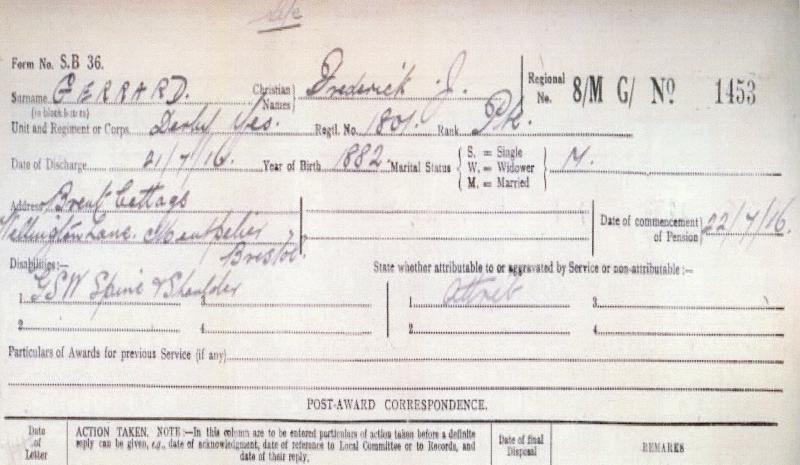 Life
Form No. S.B 36.
Surname GERRARD. Christian Names Frederick J. Regional No. 8/M G/ No 1453
(in block letters)
Unit and Regiment or Corps. Derby Yeo. Regtl. No. 1801. Rank Pte.
Date of Discharge 21/7/16. Year of Birth 1882 Marital Status { S. = Single W. = Widower M. = Married } M.
Address Brent Cottage
Wellington Lane. Montpelier
Bristol
Date of commencement of Pension } 22/7/16.
Disabilities:— State whether attributable to or aggravated by Service or non-attributable:—
1. GSW Spine & Shoulder 3. 1. Attrib 3.
2. 4. 2. 4.
Particulars of Awards for previous Service (if any)
POST-AWARD CORRESPONDENCE.
Date of Letter
ACTION TAKEN. NOTE:—In this column are to be entered particulars of action taken before a definite
reply can be given, e.g., date of acknowledgment, date of reference to Local Committee or to Records, and
date of their reply.
Date of final Disposal
REMARKS